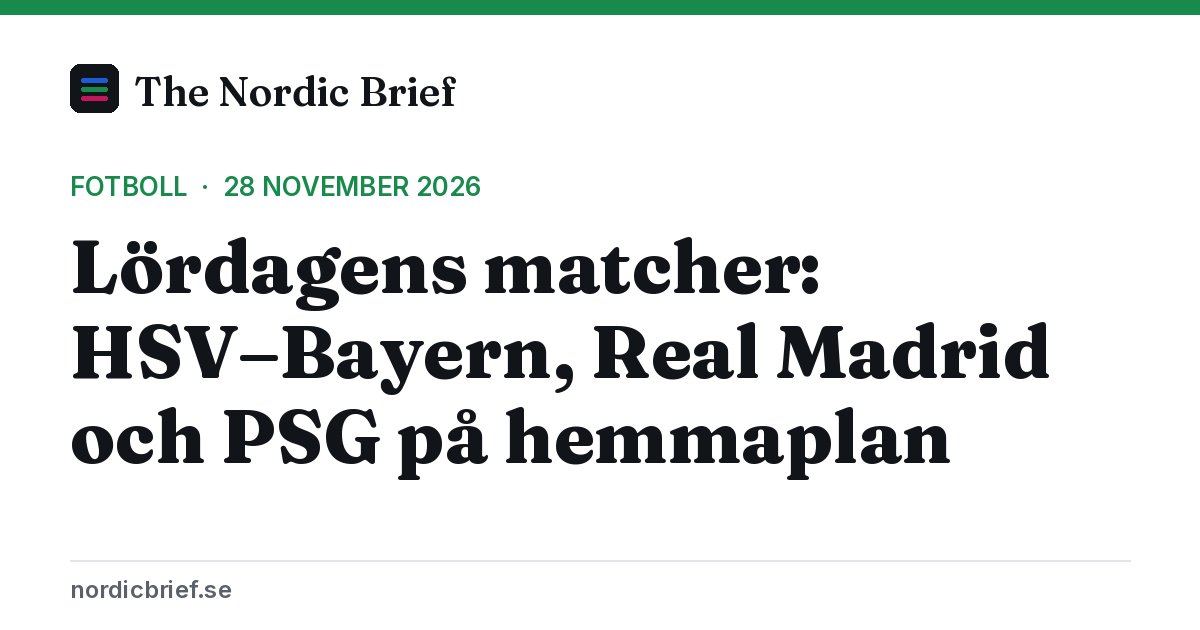 The Nordic Brief
FOTBOLL · 28 NOVEMBER 2026
Lördagens matcher:
HSV–Bayern, Real Madrid
och PSG på hemmaplan
nordicbrief.se